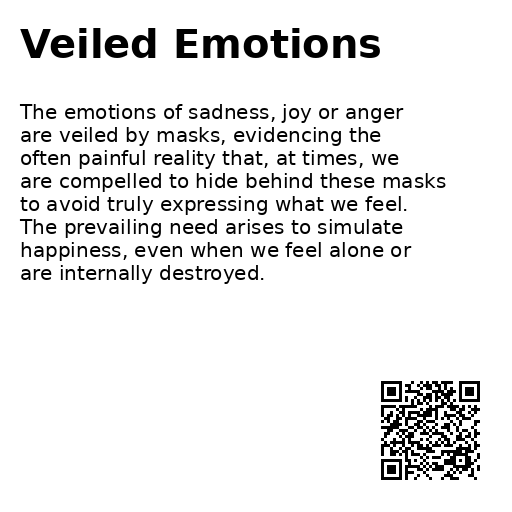 Veiled Emotions
The emotions of sadness, joy or anger
are veiled by masks, evidencing the
often painful reality that, at times, we
are compelled to hide behind these masks
to avoid truly expressing what we feel.
The prevailing need arises to simulate
happiness, even when we feel alone or
are internally destroyed.